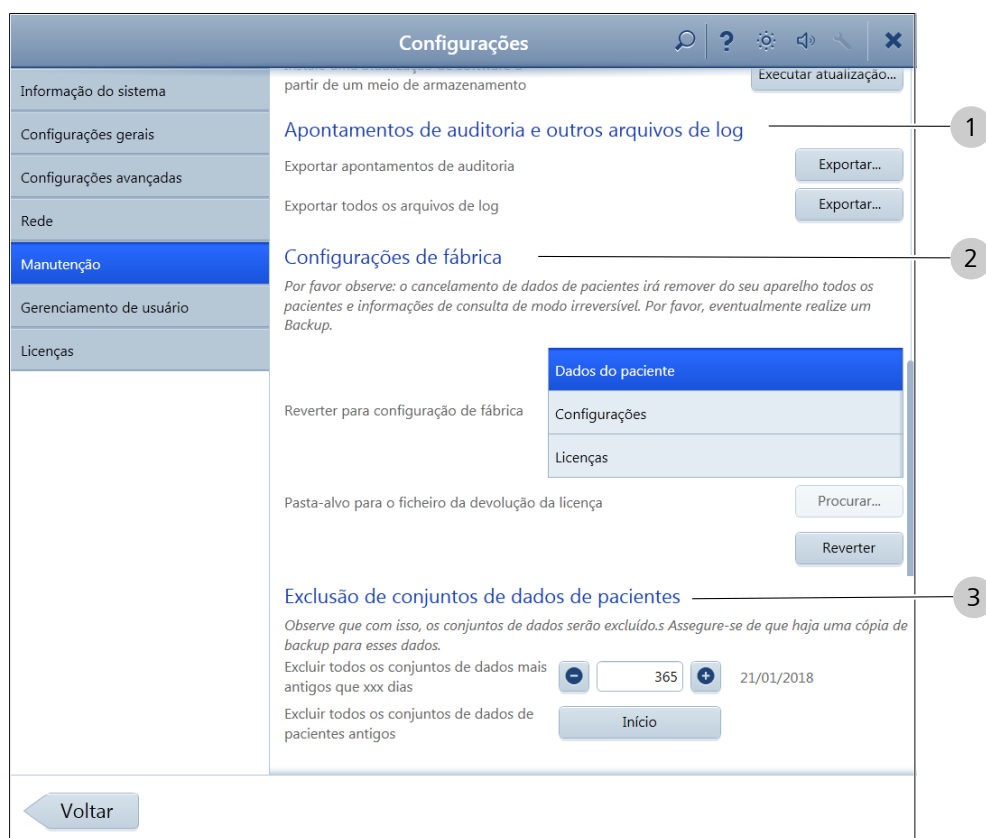 Configurações
?
Informação do sistema
Configurações gerais
Configurações avançadas
Rede
Manutenção
Gerenciamento de usuário
Licenças
partir de um meio de armazenamento
Executar atualização...
Apontamentos de auditoria e outros arquivos de log
1
Exportar apontamentos de auditoria
Exportar...
Exportar todos os arquivos de log
Exportar...
Configurações de fábrica
2
Por favor observe: o cancelamento de dados de pacientes irá remover do seu aparelho todos os
pacientes e informações de consulta de modo irreversível. Por favor, eventualmente realize um
Backup.
Reverter para configuração de fábrica
Dados do paciente
Configurações
Licenças
Pasta-alvo para o ficheiro da devolução da licença
Procurar...
Reverter
Exclusão de conjuntos de dados de pacientes
3
Observe que com isso, os conjuntos de dados serão excluído.s Assegure-se de que haja uma cópia de
backup para esses dados.
Excluir todos os conjuntos de dados mais
antigos que xxx dias
365
21/01/2018
Excluir todos os conjuntos de dados de
pacientes antigos
Início
Voltar